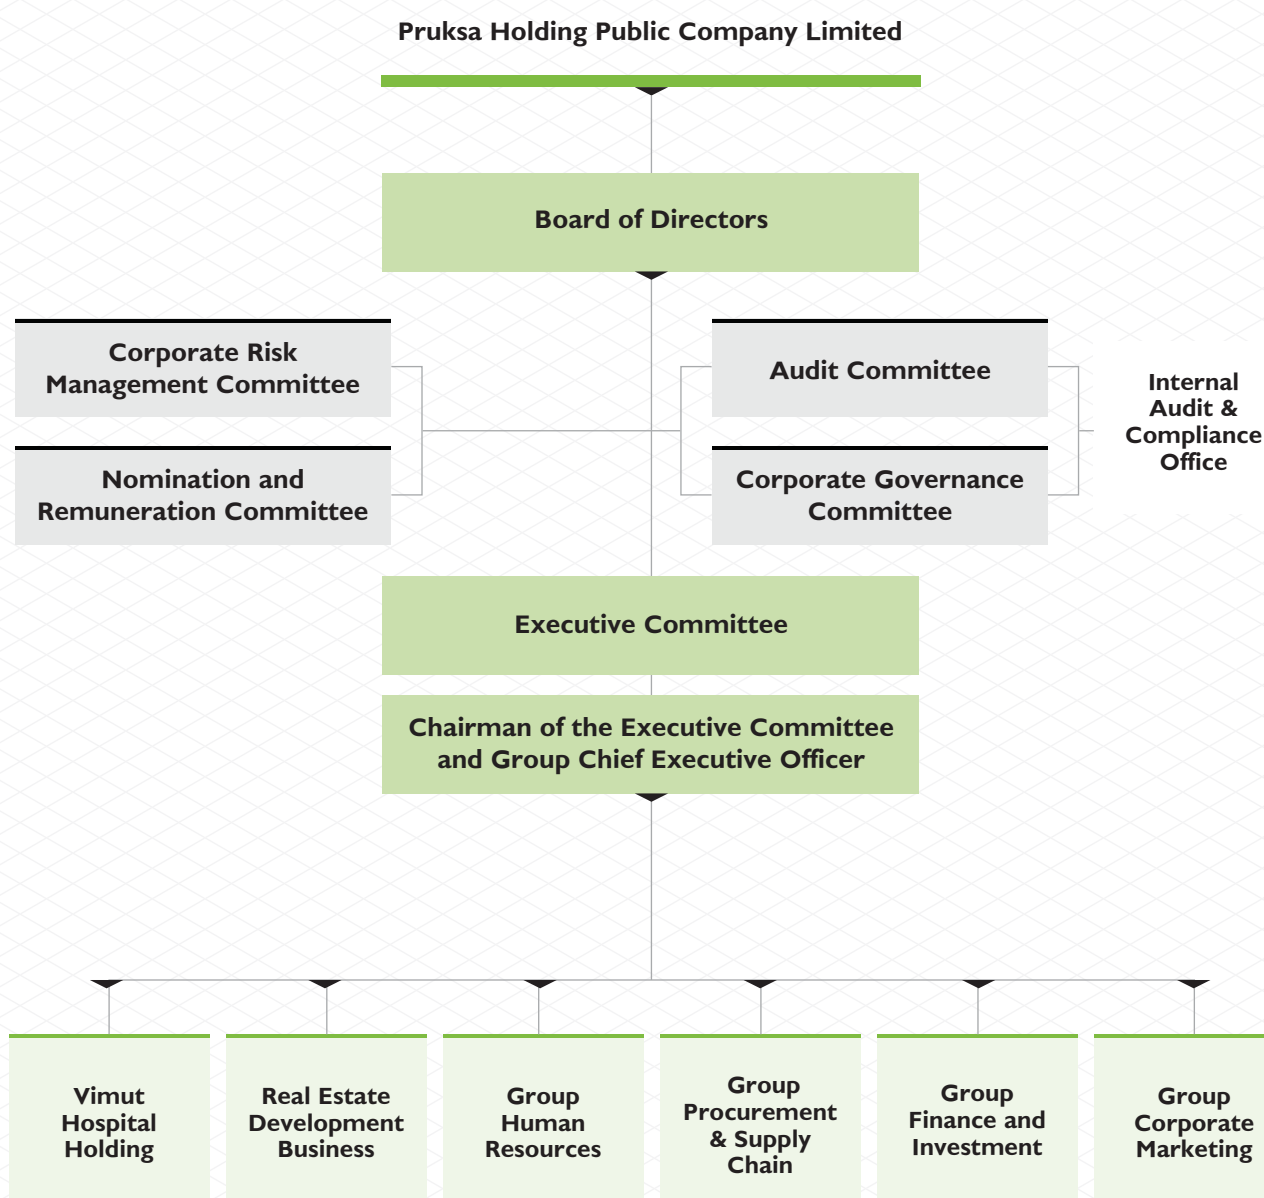 Pruksa Holding Public Company Limited
Board of Directors
Corporate Risk
Management Committee
Nomination and
Remuneration Committee
Audit Committee
Corporate Governance
Committee
Internal
Audit &
Compliance
Office
Executive Committee
Chairman of the Executive Committee
and Group Chief Executive Officer
Vimut
Hospital
Holding
Real Estate
Development
Business
Group
Human
Resources
Group
Procurement
& Supply
Chain
Group
Finance and
Investment
Group
Corporate
Marketing